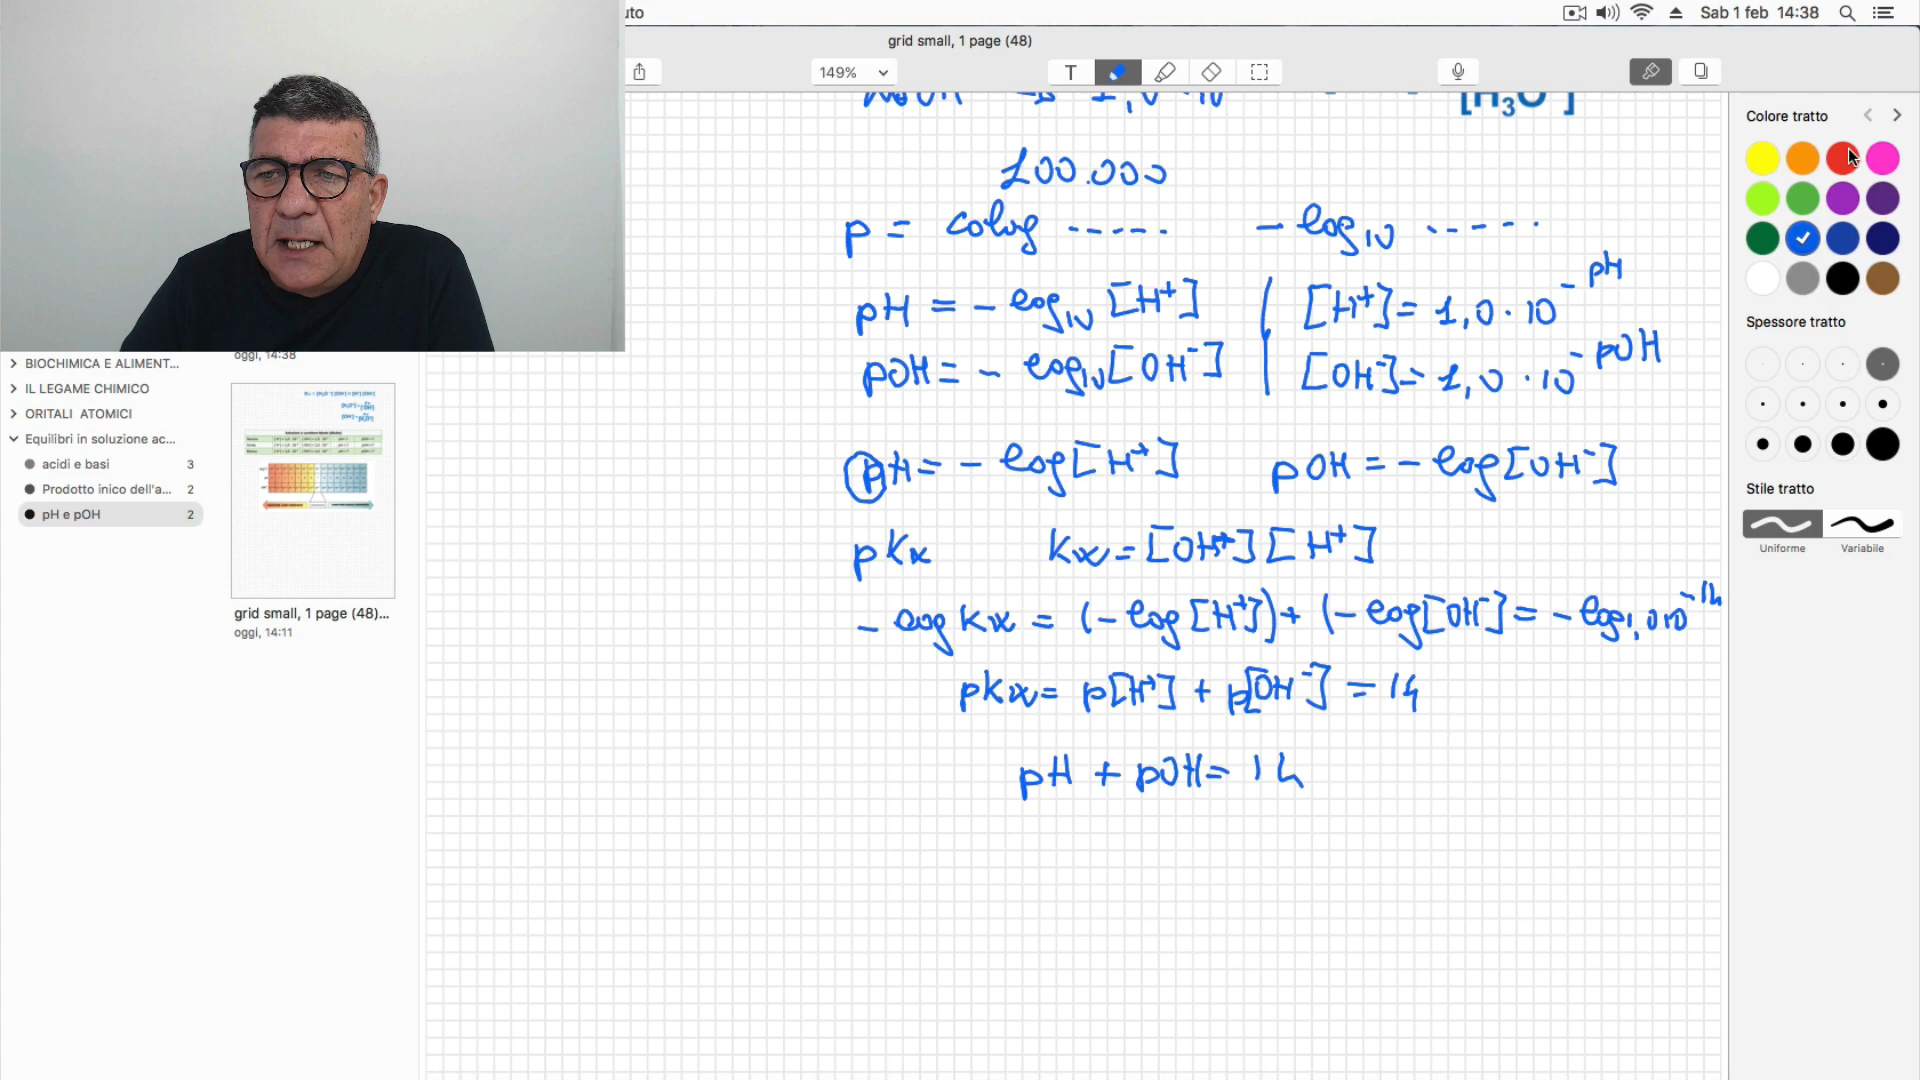 Sab 1 feb 14:38
grid small, 1 page (48)
149%
T
100.000
p = colog ----- - log10 -----
pH = - log10 [H+] [H+] = 1,0 · 10 -pH
pOH = - log10 [OH-] [OH-] = 1,0 · 10 -pOH
pH = - log [H+] pOH = - log [OH-]
pKw Kw = [OH+] [H+]
- log Kw = (- log [H+]) + (- log [OH-] = - log 1,0 10 -14
pKw = p[H+] + p[OH-] = 14
pH + pOH = 14
oggi, 14:38
BIOCHIMICA E ALIMENT...
IL LEGAME CHIMICO
ORITALI ATOMICI
Equilibri in soluzione ac...
acidi e basi 3
Prodotto inico dell'a... 2
pH e pOH 2
grid small, 1 page (48)...
oggi, 14:11
Colore tratto
Spessore tratto
Stile tratto
Uniforme Variabile